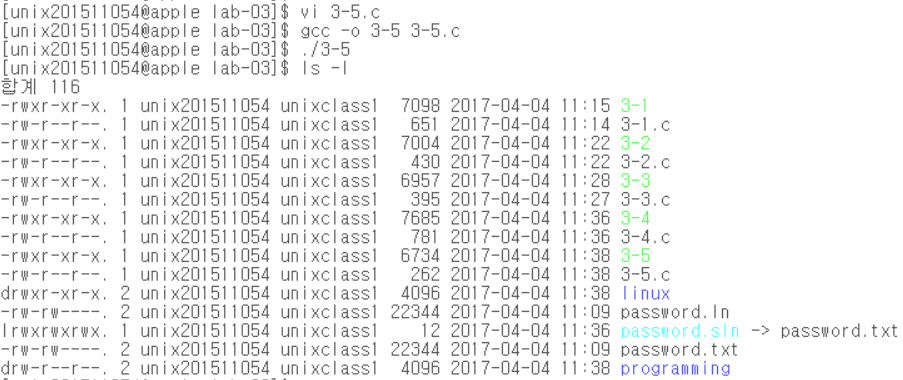 [unix201511054@apple lab-03]$ vi 3-5.c
[unix201511054@apple lab-03]$ gcc -o 3-5 3-5.c
[unix201511054@apple lab-03]$ ./3-5
[unix201511054@apple lab-03]$ ls -l
합계 116
-rwxr-xr-x. 1 unix201511054 unixclass1  7098 2017-04-04 11:15 3-1
-rw-r--r--. 1 unix201511054 unixclass1   651 2017-04-04 11:14 3-1.c
-rwxr-xr-x. 1 unix201511054 unixclass1  7004 2017-04-04 11:22 3-2
-rw-r--r--. 1 unix201511054 unixclass1   430 2017-04-04 11:22 3-2.c
-rwxr-xr-x. 1 unix201511054 unixclass1  6957 2017-04-04 11:28 3-3
-rw-r--r--. 1 unix201511054 unixclass1   395 2017-04-04 11:27 3-3.c
-rwxr-xr-x. 1 unix201511054 unixclass1  7685 2017-04-04 11:36 3-4
-rw-r--r--. 1 unix201511054 unixclass1   781 2017-04-04 11:36 3-4.c
-rwxr-xr-x. 1 unix201511054 unixclass1  6734 2017-04-04 11:38 3-5
-rw-r--r--. 1 unix201511054 unixclass1   262 2017-04-04 11:38 3-5.c
drwxr-xr-x. 2 unix201511054 unixclass1  4096 2017-04-04 11:38 linux
-rw-rw----. 2 unix201511054 unixclass1 22344 2017-04-04 11:09 password.ln
lrwxrwxrwx. 1 unix201511054 unixclass1    12 2017-04-04 11:36 password.sln -> password.txt
-rw-rw----. 2 unix201511054 unixclass1 22344 2017-04-04 11:09 password.txt
drw-r--r--. 2 unix201511054 unixclass1  4096 2017-04-04 11:38 programming